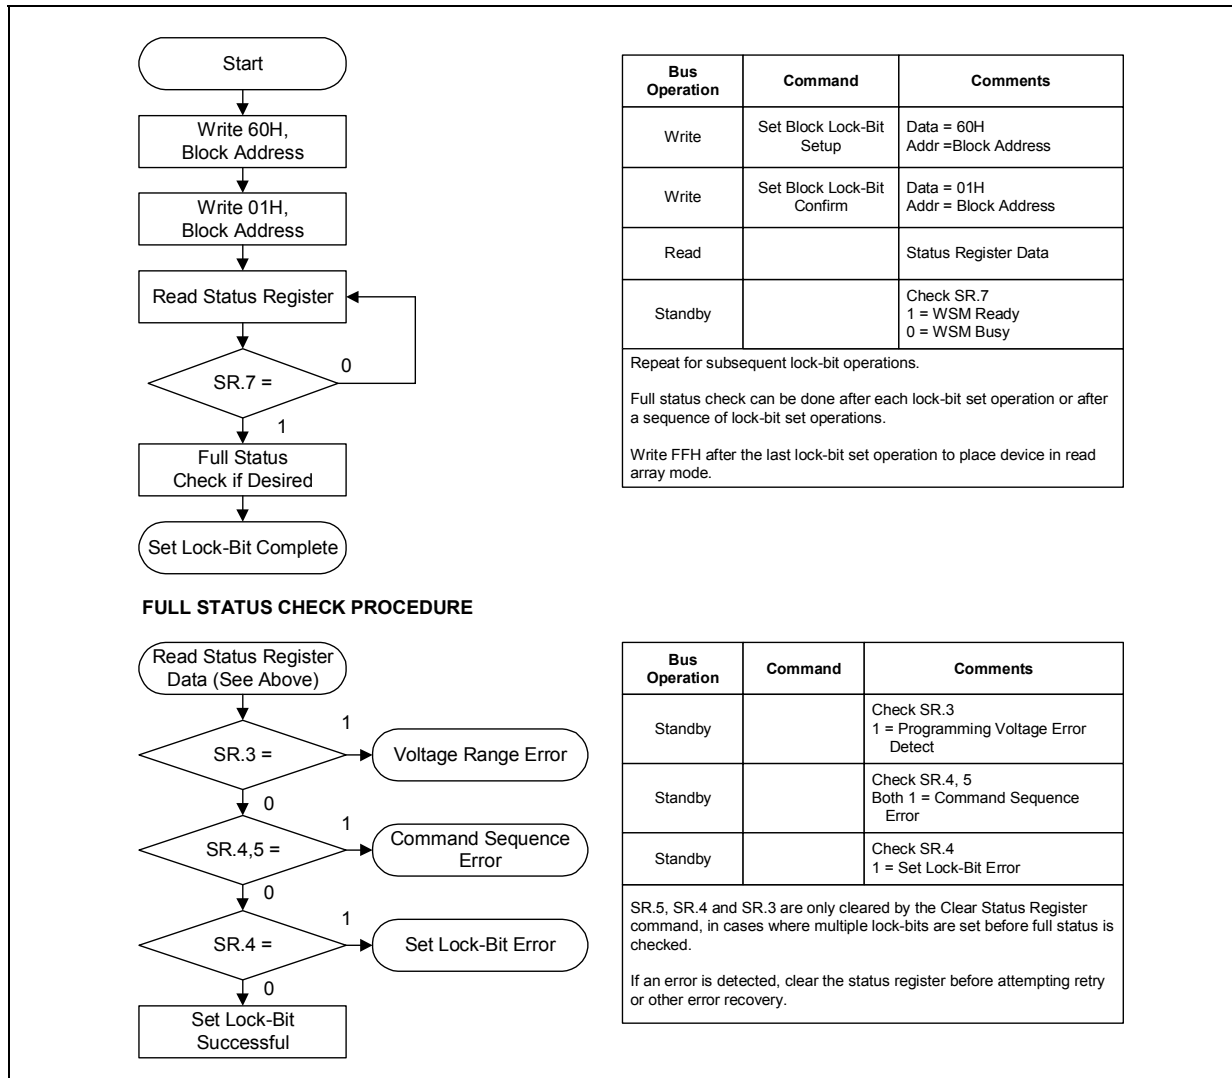 Start
Write 60H,
Block Address
Write 01H,
Block Address
Read Status Register
0
SR.7 =
1
Full Status
Check if Desired
Set Lock-Bit Complete
Bus
Operation
Command
Comments
Write
Set Block Lock-Bit
Setup
Data = 60H
Addr =Block Address
Write
Set Block Lock-Bit
Confirm
Data = 01H
Addr = Block Address
Read
Status Register Data
Standby
Check SR.7
1 = WSM Ready
0 = WSM Busy
Repeat for subsequent lock-bit operations.
Full status check can be done after each lock-bit set operation or after
a sequence of lock-bit set operations.
Write FFH after the last lock-bit set operation to place device in read
array mode.
FULL STATUS CHECK PROCEDURE
Read Status Register
Data (See Above)
1
SR.3 =
Voltage Range Error
0
1
SR.4,5 =
Command Sequence
Error
0
1
SR.4 =
Set Lock-Bit Error
0
Set Lock-Bit
Successful
Bus
Operation
Command
Comments
Standby
Check SR.3
1 = Programming Voltage Error
Detect
Standby
Check SR.4, 5
Both 1 = Command Sequence
Error
Standby
Check SR.4
1 = Set Lock-Bit Error
SR.5, SR.4 and SR.3 are only cleared by the Clear Status Register
command, in cases where multiple lock-bits are set before full status is
checked.
If an error is detected, clear the status register before attempting retry
or other error recovery.